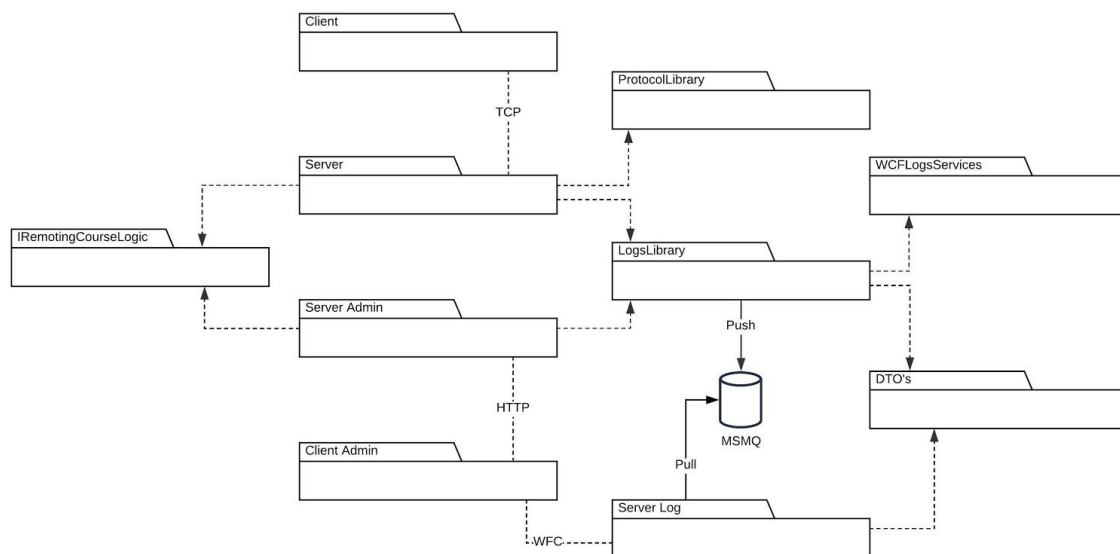 Client
ProtocolLibrary
TCP
Server
WCFLogsServices
IRemotingCourseLogic
LogsLibrary
Server Admin
Push
DTO's
HTTP
MSMQ
Client Admin
Pull
Server Log
WFC